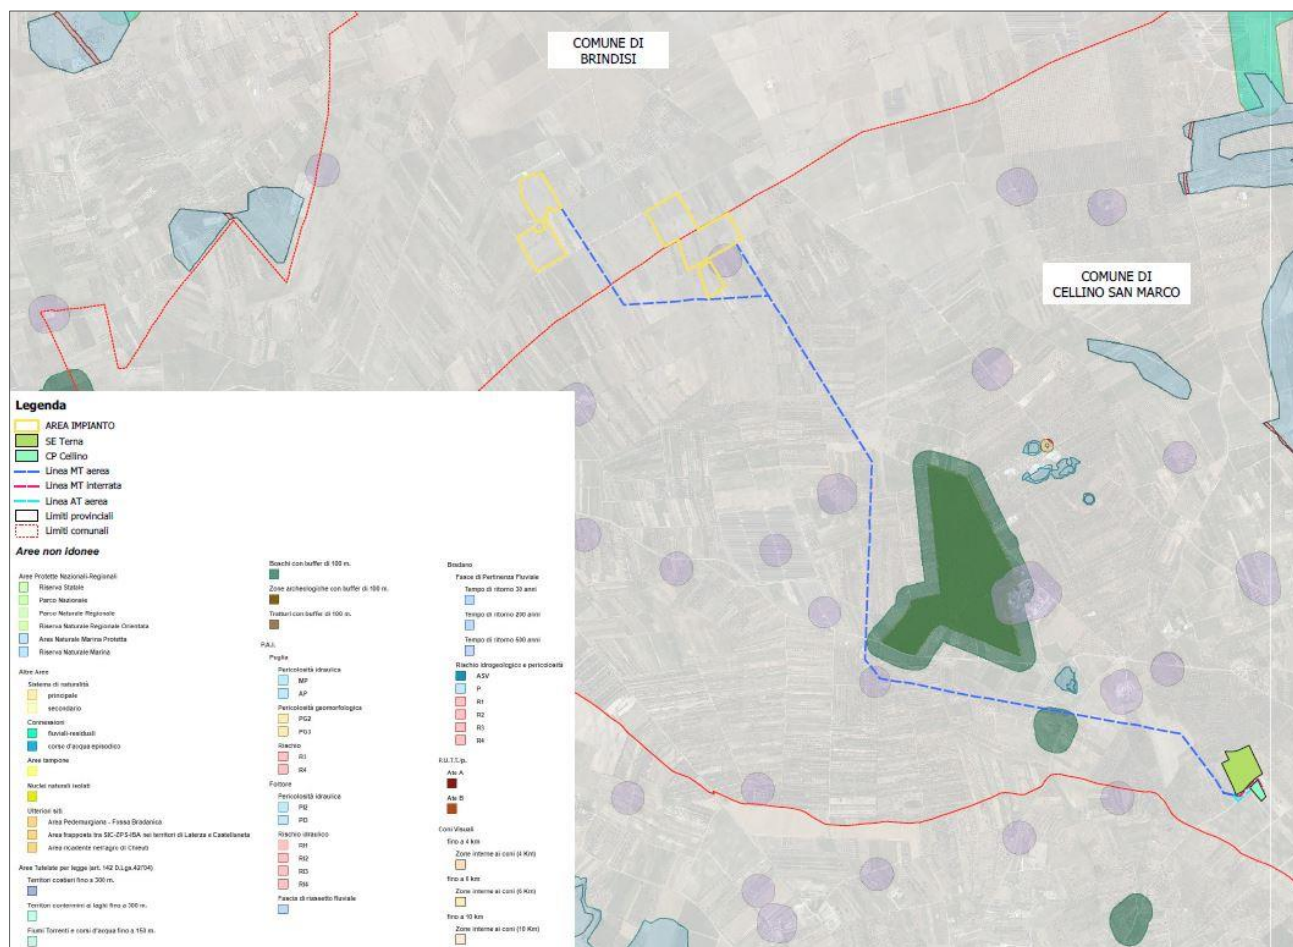 COMUNE DI
BRINDISI
COMUNE DI
CELLINO SAN MARCO
Legenda
AREA IMPIANTO
SE Terna
CP Cellino
Linea MT aerea
Linea MT interrata
Linea AT aerea
Limiti provinciali
Limiti comunali
Aree non idonee
Aree Protette Nazionali-Regionali
Riserva Statale
Parco Nazionale
Parco Naturale Regionale
Riserva Naturale Regionale Orientata
Area Naturale Marina Protetta
Riserva Naturale Marina
Altre Aree
Sistema di naturalità
principale
secondario
Connessioni
fluviali-residuali
corso d'acqua episodico
Aree tampone
Nuclei naturali isolati
Ulteriori siti
Area Pedemurgiana - Fossa Bradanica
Area frapposta tra SIC-ZPS-IBA nei territori di Laterza e Castellaneta
Area ricadente nell'agro di Chieuti
Aree Tutelate per legge (art. 142 D.Lgs.42/'04)
Territori costieri fino a 300 m.
Territori contermini ai laghi fino a 300 m.
Fiumi Torrenti e corsi d'acqua fino a 150 m.
Boschi con buffer di 100 m.
Zone archeologiche con buffer di 100 m.
Tratturi con buffer di 100 m.
P.A.I.
Puglia
Pericolosità idraulica
MP
AP
Pericolosità geomorfologica
PG2
PG3
Rischio
R3
R4
Fortore
Pericolosità idraulica
PI2
PI3
Rischio idraulico
RI1
RI2
RI3
RI4
Fascia di riassetto fluviale
Bradano
Fasce di Pertinenza Fluviale
Tempo di ritorno 30 anni
Tempo di ritorno 200 anni
Tempo di ritorno 500 anni
Rischio idrogeologico e pericolosità
ASV
P
R1
R2
R3
R4
P.U.T.T./p.
Ate A
Ate B
Coni Visuali
fino a 4 km
Zone interne ai coni (4 Km)
fino a 6 km
Zone interne ai coni (6 Km)
fino a 10 km
Zone interne ai coni (10 Km)